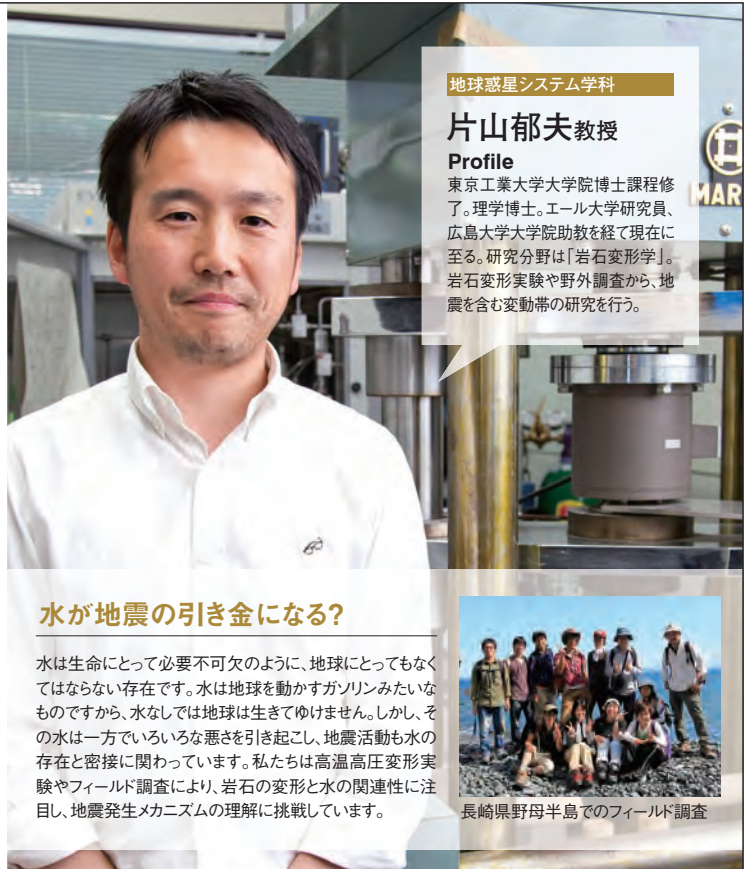 地球惑星システム学科
片山郁夫教授
Profile
東京工業大学大学院博士課程修
了。理学博士。エール大学研究員、
広島大学大学院助教を経て現在に
至る。研究分野は「岩石変形学」。
岩石変形実験や野外調査から、地
震を含む変動帯の研究を行う。
MAR
水が地震の引き金になる?
水は生命にとって必要不可欠のように、地球にとってもなく
てはならない存在です。水は地球を動かすガソリンみたいな
ものですから、水なしでは地球は生きてゆけません。しかし、そ
の水は一方でいろいろな悪さを引き起こし、地震活動も水の
存在と密接に関わっています。私たちは高温高圧変形実
験やフィールド調査により、岩石の変形と水の関連性に注
目し、地震発生メカニズムの理解に挑戦しています。
長崎県野母半島でのフィールド調査